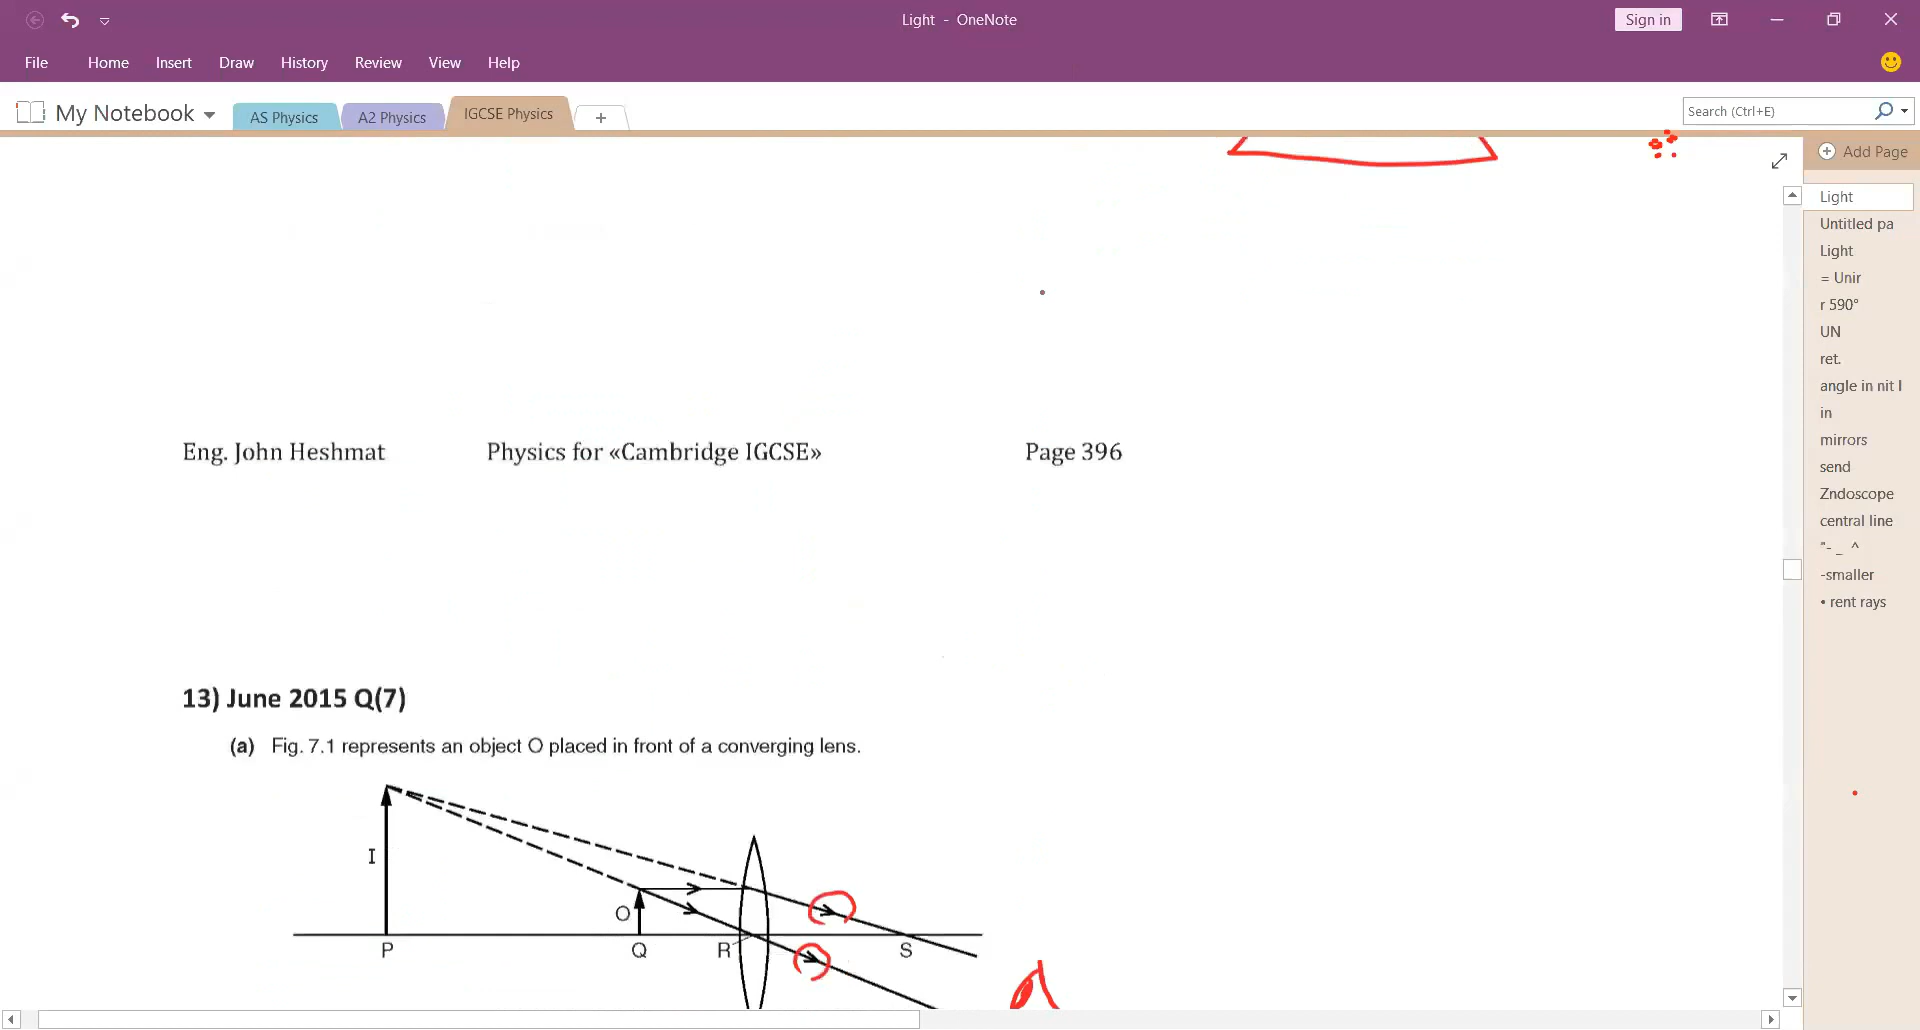 Light - OneNote
Sign in
File Home Insert Draw History Review View Help
My Notebook
AS Physics
A2 Physics
IGCSE Physics
+
Search (Ctrl+E)
Add Page
Light
Untitled pa
Light
= Unir
r 590°
UN
ret.
angle in nit I
in
mirrors
send
Zndoscope
central line
"- _ ^
-smaller
• rent rays
Eng. John Heshmat Physics for «Cambridge IGCSE» Page 396
13) June 2015 Q(7)
(a) Fig. 7.1 represents an object O placed in front of a converging lens.
I
O
P Q R S